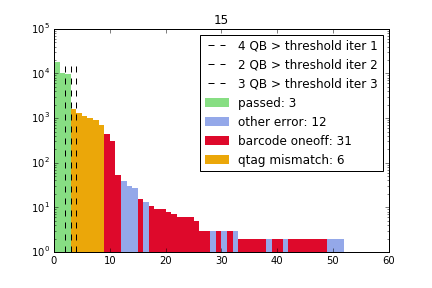 15
10^5
10^4
10^3
10^2
10^1
10^0
4 QB > threshold iter 1
2 QB > threshold iter 2
3 QB > threshold iter 3
passed: 3
other error: 12
barcode oneoff: 31
qtag mismatch: 6
0 10 20 30 40 50 60